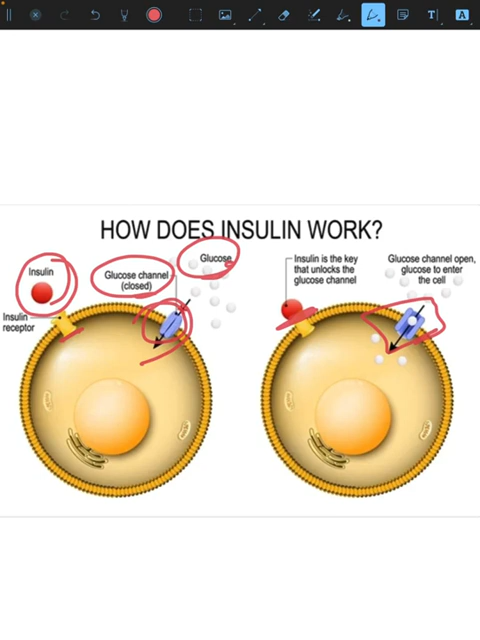 T
A
HOW DOES INSULIN WORK?
Insulin
Glucose channel
(closed)
Glucose
Insulin
receptor
Insulin is the key
that unlocks the
glucose channel
Glucose channel open,
glucose to enter
the cell